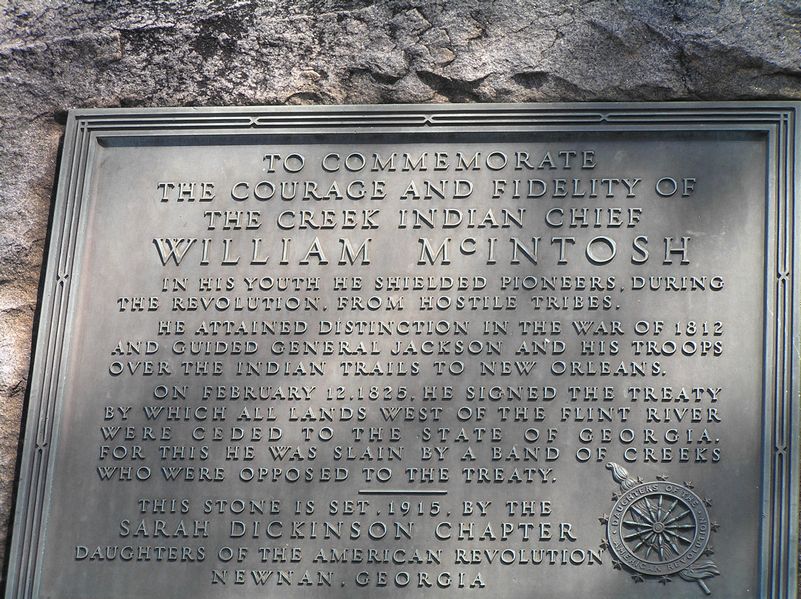 TO COMMEMORATE
THE COURAGE AND FIDELITY OF
THE CREEK INDIAN CHIEF
WILLIAM McINTOSH
IN HIS YOUTH HE SHIELDED PIONEERS, DURING
THE REVOLUTION, FROM HOSTILE TRIBES.
HE ATTAINED DISTINCTION IN THE WAR OF 1812
AND GUIDED GENERAL JACKSON AND HIS TROOPS
OVER THE INDIAN TRAILS TO NEW ORLEANS.
ON FEBRUARY 12, 1825, HE SIGNED THE TREATY
BY WHICH ALL LANDS WEST OF THE FLINT RIVER
WERE CEDED TO THE STATE OF GEORGIA.
FOR THIS HE WAS SLAIN BY A BAND OF CREEKS
WHO WERE OPPOSED TO THE TREATY.
THIS STONE IS SET, 1915, BY THE
SARAH DICKINSON CHAPTER
DAUGHTERS OF THE AMERICAN REVOLUTION
NEWNAN, GEORGIA
DAUGHTERS OF THE
AMERICAN REVOLUTION